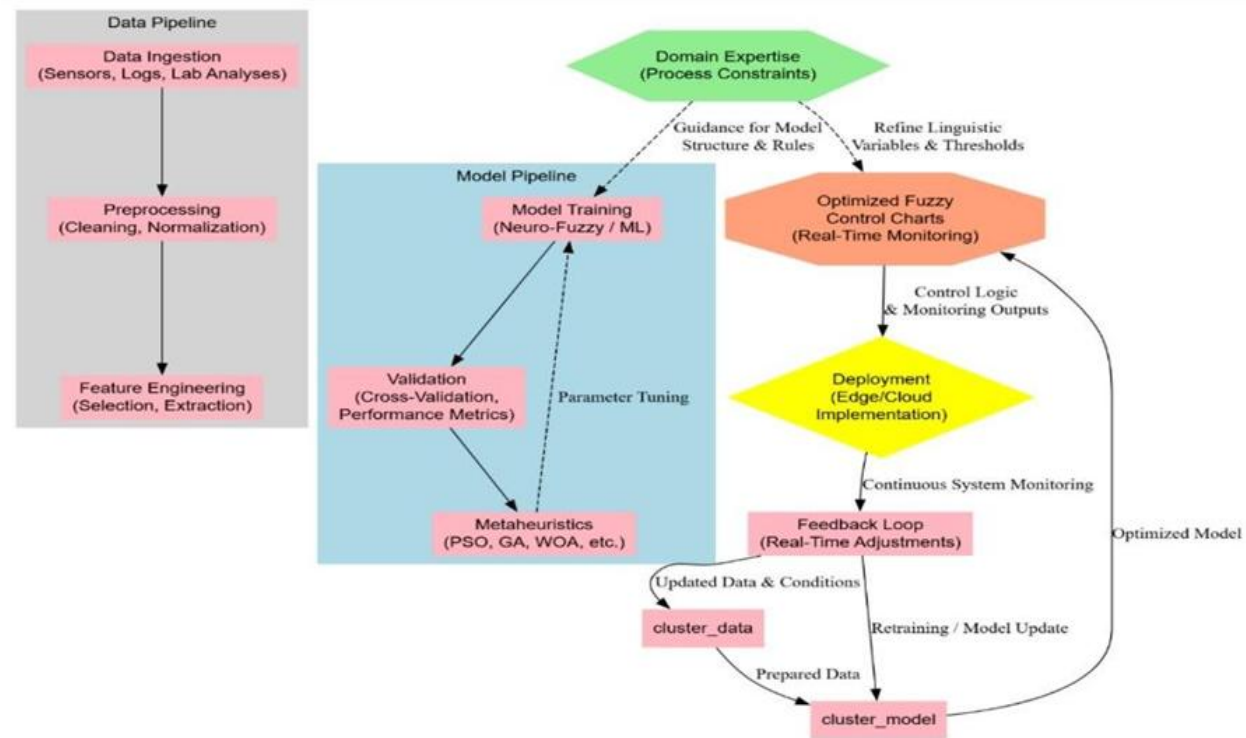 Data Pipeline
Data Ingestion
(Sensors, Logs, Lab Analyses)
Preprocessing
(Cleaning, Normalization)
Feature Engineering
(Selection, Extraction)
Domain Expertise
(Process Constraints)
Guidance for Model
Structure & Rules
Refine Linguistic
Variables & Thresholds
Model Pipeline
Model Training
(Neuro-Fuzzy / ML)
Validation
(Cross-Validation,
Performance Metrics)
Parameter Tuning
Metaheuristics
(PSO, GA, WOA, etc.)
Optimized Fuzzy
Control Charts
(Real-Time Monitoring)
Control Logic
& Monitoring Outputs
Deployment
(Edge/Cloud
Implementation)
Continuous System Monitoring
Feedback Loop
(Real-Time Adjustments)
Optimized Model
Updated Data & Conditions
cluster_data
Retraining / Model Update
Prepared Data
cluster_model